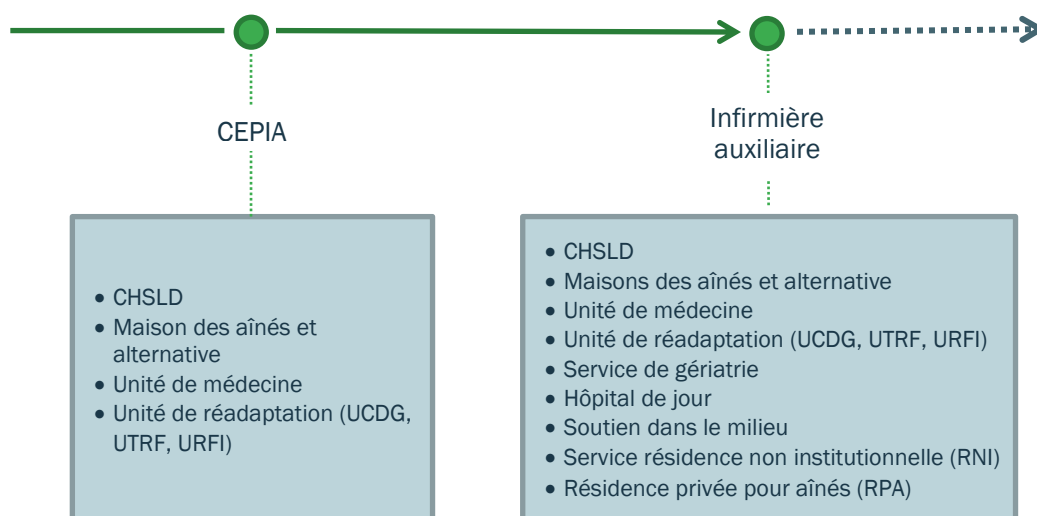 CEPIA
Infirmière
auxiliaire
• CHSLD
• Maison des aînés et
alternative
• Unité de médecine
• Unité de réadaptation (UCDG,
UTRF, URFI)
• CHSLD
• Maisons des aînés et alternative
• Unité de médecine
• Unité de réadaptation (UCDG, UTRF, URFI)
• Service de gériatrie
• Hôpital de jour
• Soutien dans le milieu
• Service résidence non institutionnelle (RNI)
• Résidence privée pour aînés (RPA)